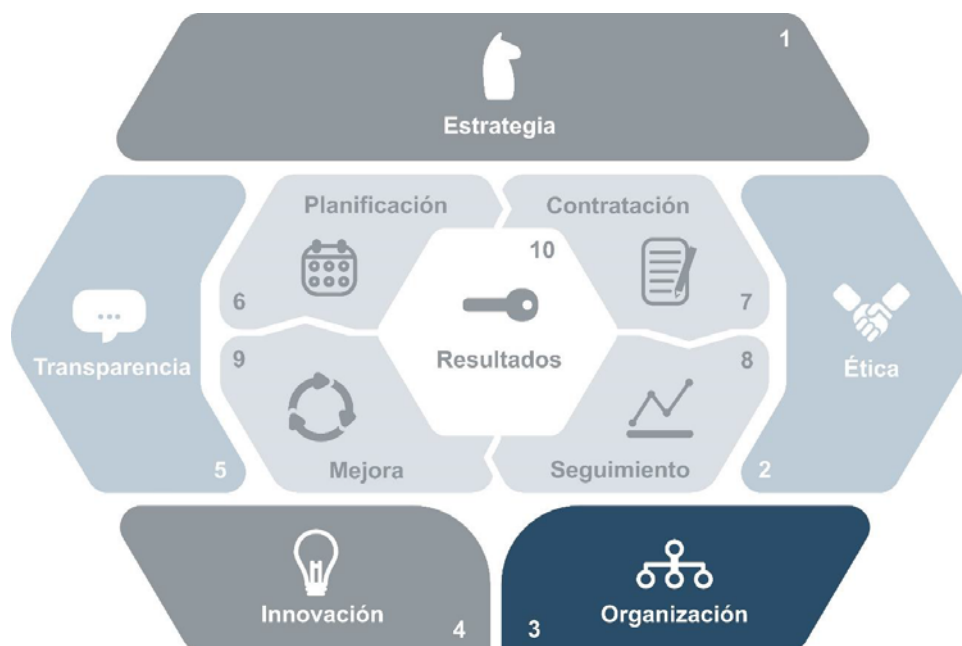 1
Estrategia
Planificación
Contratación
10
6
7
Transparencia
Resultados
Ética
9
8
Mejora
Seguimiento
5
2
Innovación
Organización
4
3